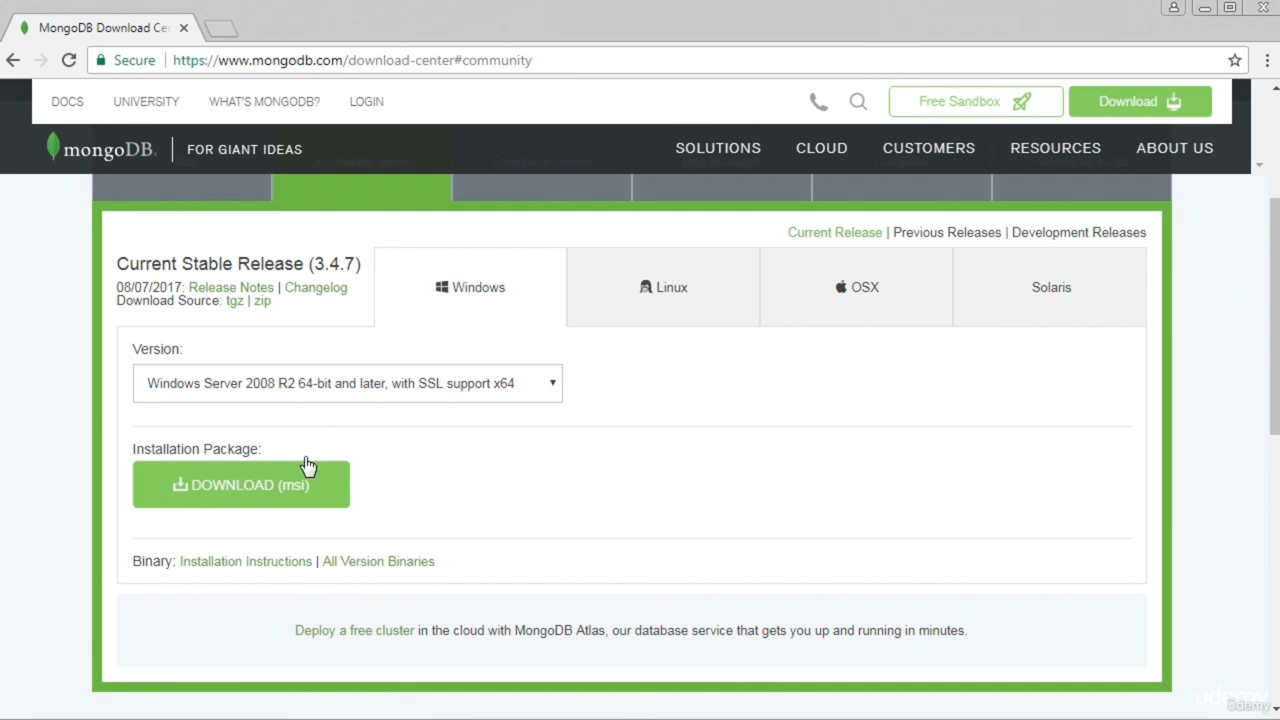 MongoDB Download Ce
Secure https://www.mongodb.com/download-center#community
DOCS UNIVERSITY WHAT'S MONGODB? LOGIN Free Sandbox Download
mongoDB. FOR GIANT IDEAS SOLUTIONS CLOUD CUSTOMERS RESOURCES ABOUT US
Current Release | Previous Releases | Development Releases
Current Stable Release (3.4.7)
08/07/2017: Release Notes | Changelog
Download Source: tgz | zip
Windows Linux OSX Solaris
Version:
Windows Server 2008 R2 64-bit and later, with SSL support x64
Installation Package:
DOWNLOAD (msi)
Binary: Installation Instructions | All Version Binaries
Deploy a free cluster in the cloud with MongoDB Atlas, our database service that gets you up and running in minutes.
udemy
udemy